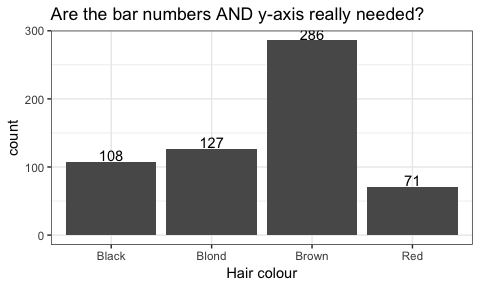 Are the bar numbers AND y-axis really needed?
300
200
100
0
count
108
127
286
71
Black
Blond
Brown
Red
Hair colour